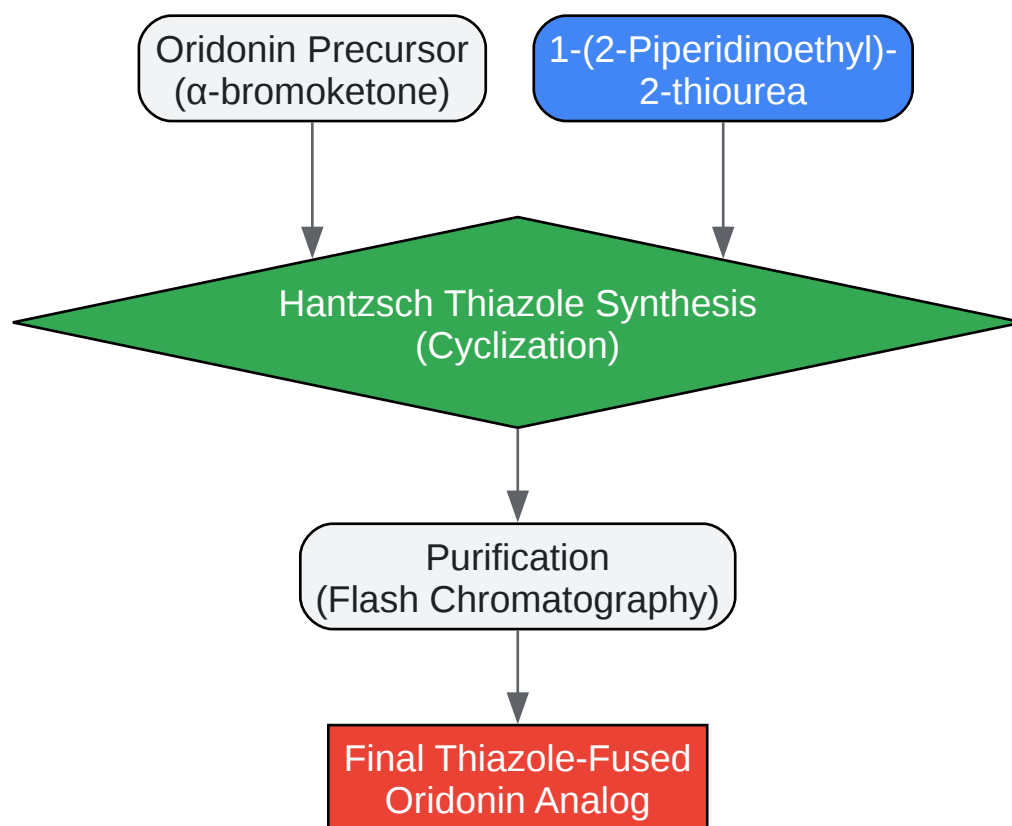 Oridonin Precursor
(α-bromoketone)
1-(2-Piperidinoethyl)-
2-thiourea
Hantzsch Thiazole Synthesis
(Cyclization)
Purification
(Flash Chromatography)
Final Thiazole-Fused
Oridonin Analog